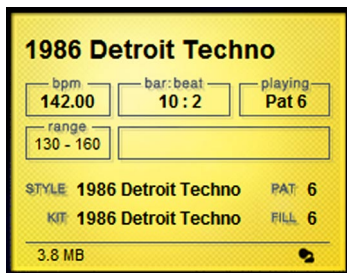 1986 Detroit Techno
bpm bar:beat playing
142.00 10 : 2 Pat 6
range
130 - 160
STYLE 1986 Detroit Techno PAT 6
KIT 1986 Detroit Techno FILL 6
3.8 MB